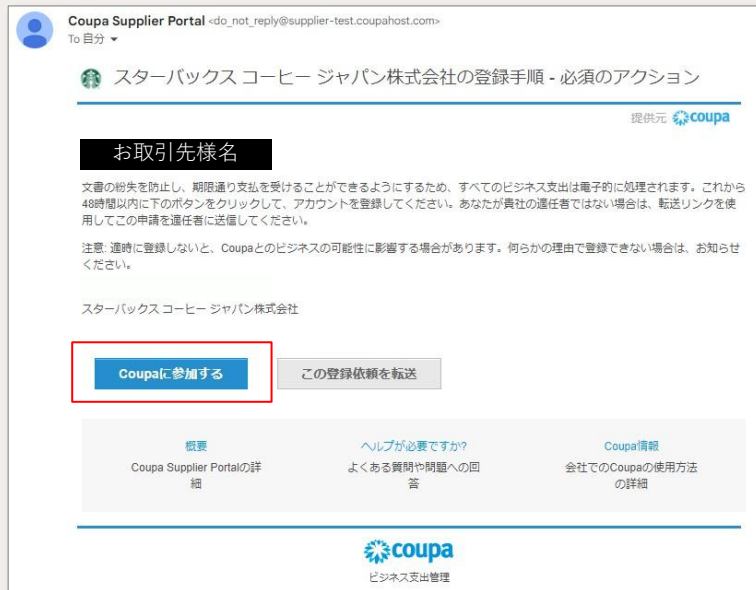 Coupa Supplier Portal <do_not_reply@supplier-test.coupahost.com>
To 自分
スターバックス コーヒー ジャパン株式会社の登録手順 - 必須のアクション
提供元 coupa
お取引先様名
文書の紛失を防止し、期限通り支払を受けることができるようにするため、すべてのビジネス支出は電子的に処理されます。これから
48時間以内に下のボタンをクリックして、アカウントを登録してください。あなたが貴社の適任者ではない場合は、転送リンクを使
用してこの申請を適任者に送信してください。
注意: 適時に登録しないと、Coupaとのビジネスの可能性に影響する場合があります。何らかの理由で登録できない場合は、お知らせ
ください。
スターバックス コーヒー ジャパン株式会社
Coupaに参加する
この登録依頼を転送
概要
Coupa Supplier Portalの詳
細
ヘルプが必要ですか?
よくある質問や問題への回
答
Coupa情報
会社でのCoupaの使用方法
の詳細
coupa
ビジネス支出管理